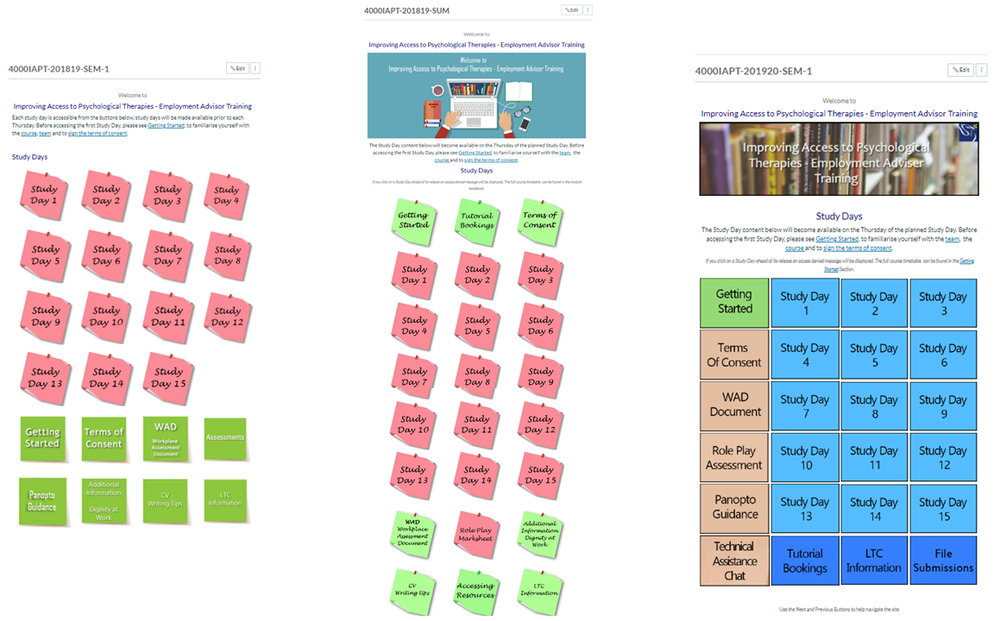 4000IAPT-201819-SEM-1
Edit
Welcome to
Improving Access to Psychological Therapies - Employment Advisor Training
Each study day is accessible from the buttons below, study days will be made available prior to each
Thursday. Before accessing the first Study Day, please see Getting Started, to familiarise yourself with
the course, team and to sign the terms of consent.
Study Days
Study
Day 1
Study
Day 2
Study
Day 3
Study
Day 4
Study
Day 5
Study
Day 6
Study
Day 7
Study
Day 8
Study
Day 9
Study
Day 10
Study
Day 11
Study
Day 12
Study
Day 13
Study
Day 14
Study
Day 15
Getting
Started
Terms of
Consent
WAD
Workplace
Assessment
Document
Assessments
Panopto
Guidance
Additional
Information
-
Dignity at
Work
CV
Writing Tips
LTC
Information
4000IAPT-201819-SUM
Edit
Welcome to
Improving Access to Psychological Therapies - Employment Advisor Training
Welcome to
Improving Access to Psychological Therapies - Employment Advisor Training
The Study Day content below will become available on the Thursday of the planned Study Day. Before
accessing the first Study Day, please see Getting Started, to familiarise yourself with the team, the
course and to sign the terms of consent.
Study Days
If you click on a Study Day ahead of its release an access denied message will be displayed. The full course timetable can be found in the module
handbook.
Getting
Started
Tutorial
Bookings
Terms of
Consent
Study
Day 1
Study
Day 2
Study
Day 3
Study
Day 4
Study
Day 5
Study
Day 6
Study
Day 7
Study
Day 8
Study
Day 9
Study
Day 10
Study
Day 11
Study
Day 12
Study
Day 13
Study
Day 14
Study
Day 15
WAD
Workplace
Assessment
Document
Role Play
Marksheet
Additional
Information
Dignity at
Work
CV
Writing tips
Accessing
Resources
LTC
Information
4000IAPT-201920-SEM-1
Edit
Welcome to
Improving Access to Psychological Therapies - Employment Advisor Training
Improving Access to Psychological
Therapies - Employment Adviser
Training
Study Days
The Study Day content below will become available on the Thursday of the planned Study Day. Before
accessing the first Study Day, please see Getting Started, to familiarise yourself with the team, the
course and to sign the terms of consent.
If you click on a Study Day ahead of its release an access denied message will be displayed. The full course timetable can be found in the Getting
Started Section.
Getting
Started
Study Day
1
Study Day
2
Study Day
3
Terms
Of Consent
Study Day
4
Study Day
5
Study Day
6
WAD
Document
Study Day
7
Study Day
8
Study Day
9
Role Play
Assessment
Study Day
10
Study Day
11
Study Day
12
Panopto
Guidance
Study Day
13
Study Day
14
Study Day
15
Technical
Assistance
Chat
Tutorial
Bookings
LTC
Information
File
Submissions
Use the Next and Previous Buttons to help navigate the site